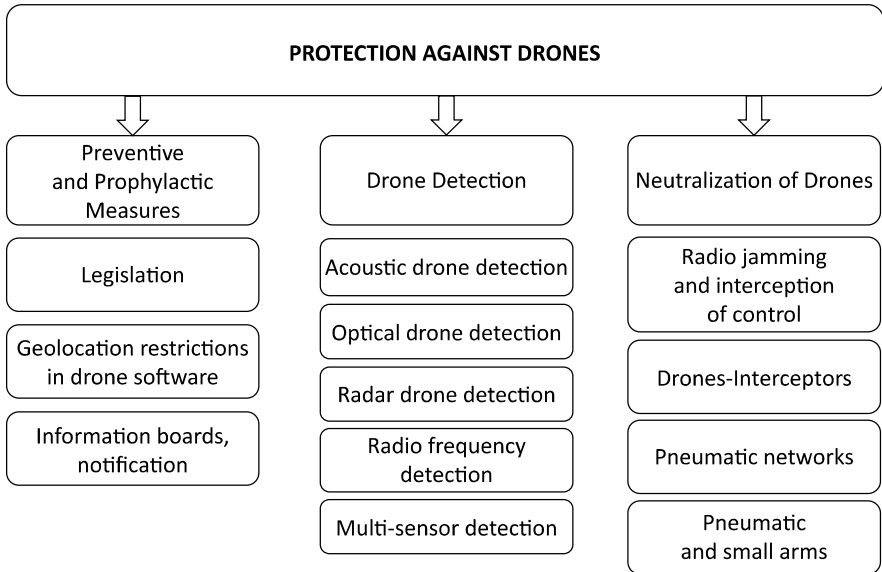 PROTECTION AGAINST DRONES
Preventive
and Prophylactic
Measures
Legislation
Geolocation restrictions
in drone software
Information boards,
notification
Drone Detection
Acoustic drone detection
Optical drone detection
Radar drone detection
Radio frequency
detection
Multi-sensor detection
Neutralization of Drones
Radio jamming
and interception
of control
Drones-Interceptors
Pneumatic networks
Pneumatic
and small arms